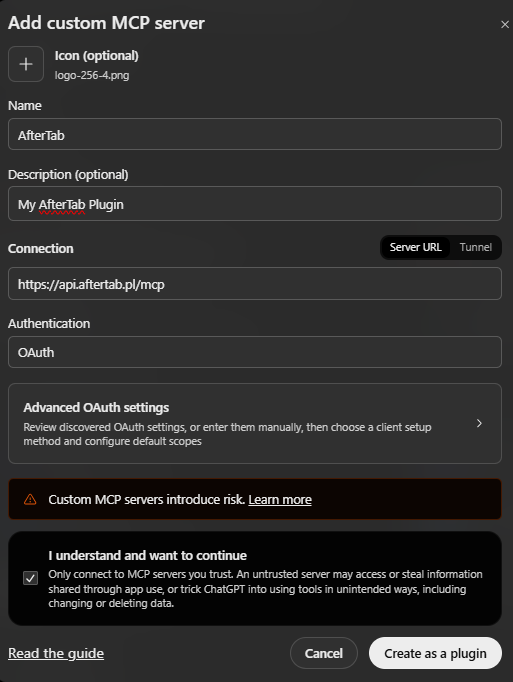 Add custom MCP server
Icon (optional)
logo-256-4.png
Name
AfterTab
Description (optional)
My AfterTab Plugin
Connection
Server URL
Tunnel
https://api.aftertab.pl/mcp
Authentication
OAuth
Advanced OAuth settings
Review discovered OAuth settings, or enter them manually, then choose a client setup
method and configure default scopes
Custom MCP servers introduce risk. Learn more
I understand and want to continue
Only connect to MCP servers you trust. An untrusted server may access or steal information
shared through app use, or trick ChatGPT into using tools in unintended ways, including
changing or deleting data.
Read the guide
Cancel
Create as a plugin